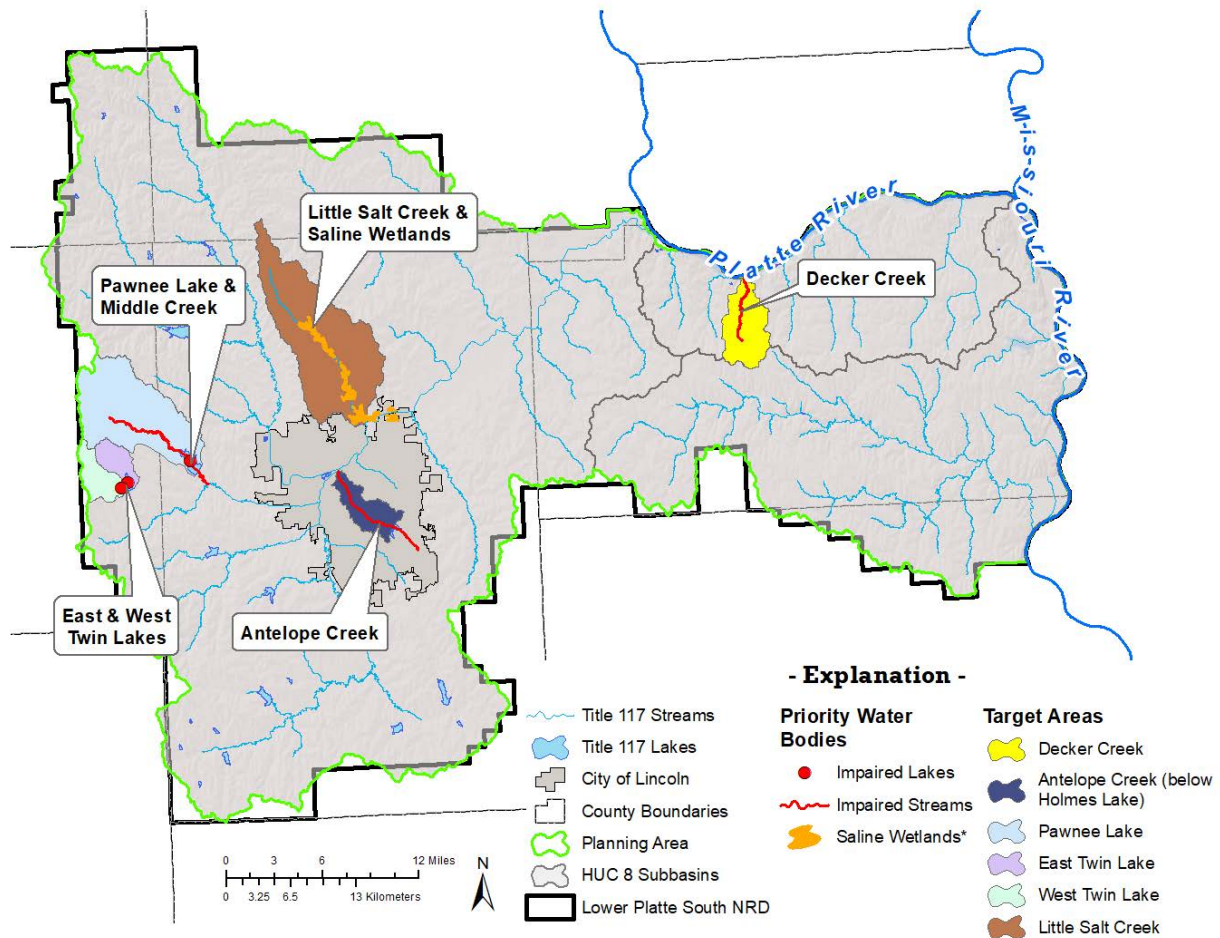 Little Salt Creek &
Saline Wetlands
Pawnee Lake &
Middle Creek
Platte River
Missouri River
Decker Creek
East & West
Twin Lakes
Antelope Creek
- Explanation -
Title 117 Streams
Title 117 Lakes
City of Lincoln
County Boundaries
Planning Area
HUC 8 Subbasins
Lower Platte South NRD
Priority Water
Bodies
Impaired Lakes
Impaired Streams
Saline Wetlands*
Target Areas
Decker Creek
Antelope Creek (below
Holmes Lake)
Pawnee Lake
East Twin Lake
West Twin Lake
Little Salt Creek
0 3 6 12 Miles
0 3.25 6.5 13 Kilometers
N